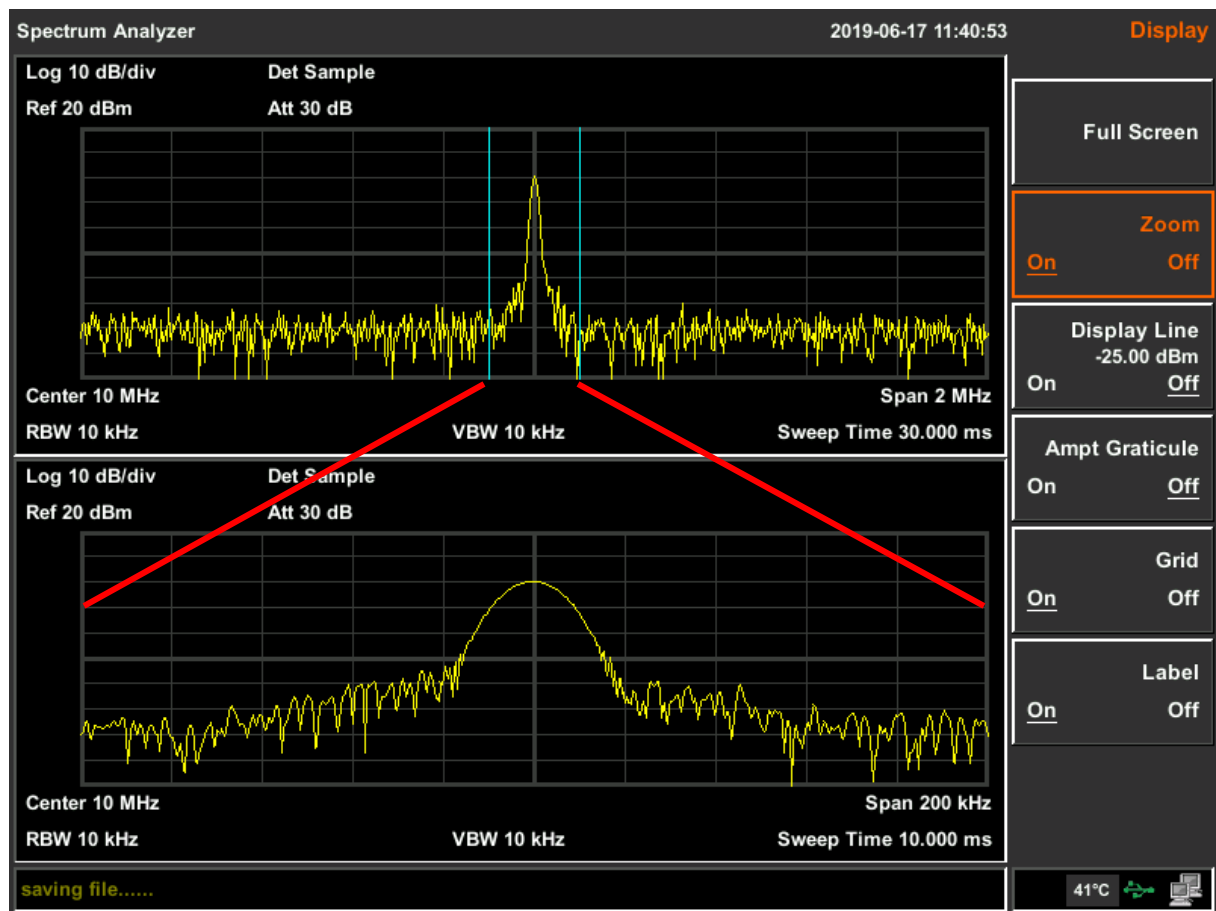 Spectrum Analyzer 2019-06-17 11:40:53 Display
Log 10 dB/div Det Sample
Ref 20 dBm Att 30 dB
Center 10 MHz Span 2 MHz
RBW 10 kHz VBW 10 kHz Sweep Time 30.000 ms
Log 10 dB/div Det Sample
Ref 20 dBm Att 30 dB
Center 10 MHz Span 200 kHz
RBW 10 kHz VBW 10 kHz Sweep Time 10.000 ms
saving file......
Full Screen
Zoom
On Off
Display Line
-25.00 dBm
On Off
Ampt Graticule
On Off
Grid
On Off
Label
On Off
41°C